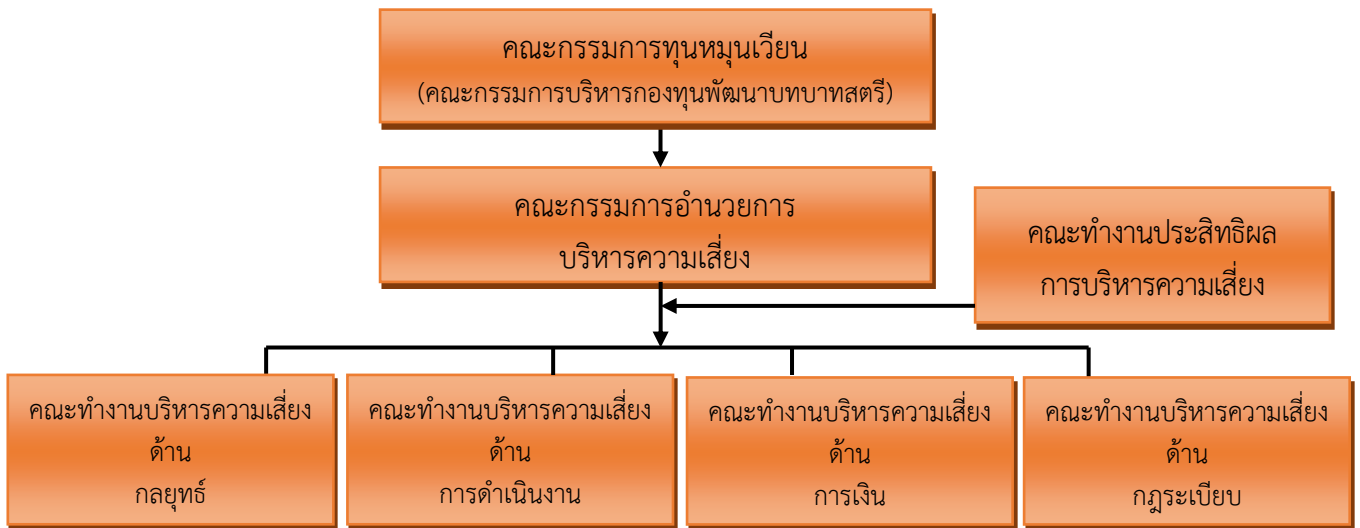 คณะกรรมการทุนหมุนเวียน
(คณะกรรมการบริหารกองทุนพัฒนาบทบาทสตรี)
คณะกรรมการอำนวยการ
บริหารความเสี่ยง
คณะทำงานประสิทธิผล
การบริหารความเสี่ยง
คณะทำงานบริหารความเสี่ยง
ด้าน
กลยุทธ์
คณะทำงานบริหารความเสี่ยง
ด้าน
การดำเนินงาน
คณะทำงานบริหารความเสี่ยง
ด้าน
การเงิน
คณะทำงานบริหารความเสี่ยง
ด้าน
กฎระเบียบ